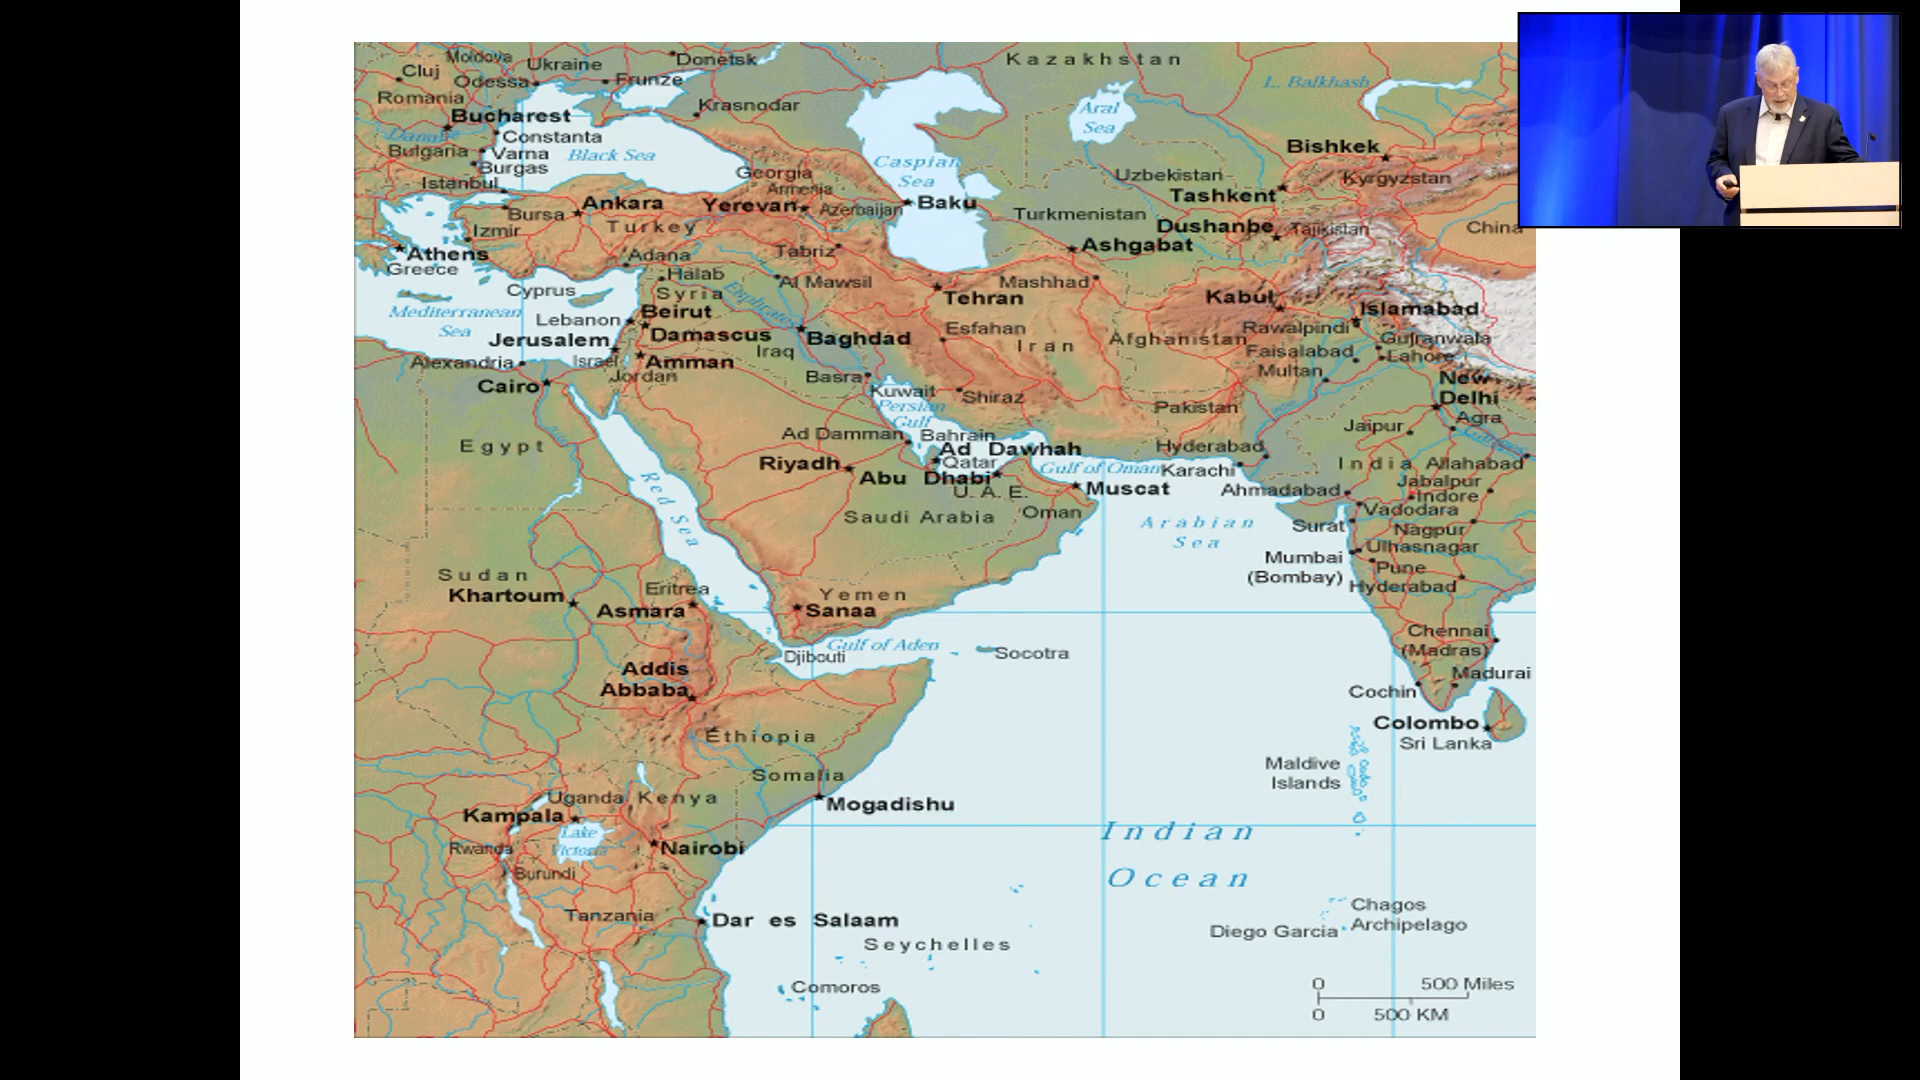 Moldova
Ukraine
Donetsk
Kazakhstan
Cluj
Odessa
Frunze
L. Balkhash
Romania
Krasnodar
Aral
Sea
Bucharest
Danube
Constanta
Bulgaria
Varna
Black Sea
Burgas
Bishkek
Caspian
Sea
Georgia
Kyrgyzstan
Istanbul
Armenia
Uzbekistan
Tashkent
Bursa
Ankara
Yerevan
Azerbaijan
Baku
Turkmenistan
Izmir
Turkey
Dushanbe
Tajikistan
China
Athens
Greece
Adana
Tabriz
Ashgabat
Halab
Al Mawsil
Mashhad
Cyprus
Syria
Euphrates
Tehran
Kabul
Islamabad
Mediterranean
Sea
Lebanon
Beirut
Esfahan
Rawalpindi
Jerusalem
Damascus
Baghdad
Iran
Afghanistan
Gujranwala
Alexandria
Israel
Amman
Iraq
Faisalabad
Lahore
Cairo
Jordan
Basra
Kuwait
Shiraz
Multan
New
Delhi
Persian
Gulf
Pakistan
Agra
Egypt
Ad Damman
Bahrain
Jaipur
Ganges
Riyadh
Ad Dawhah
Qatar
Hyderabad
India
Allahabad
Abu Dhabi
Gulf of Oman
Karachi
Jabalpur
Red Sea
U. A. E.
Muscat
Ahmadabad
Indore
Saudi Arabia
Oman
Arabian
Sea
Vadodara
Surat
Nagpur
Mumbai
(Bombay)
Ulhasnagar
Pune
Hyderabad
Sudan
Khartoum
Eritrea
Asmara
Yemen
Sanaa
Chennai
(Madras)
Gulf of Aden
Djibouti
Socotra
Addis
Abbaba
Madurai
Cochin
Colombo
Sri Lanka
Ethiopia
Somalia
Maldive
Islands
Uganda
Kenya
Mogadishu
Kampala
Lake
Victoria
Nairobi
Indian
Ocean
Rwanda
Burundi
Tanzania
Dar es Salaam
Seychelles
Chagos
Archipelago
Diego Garcia
Comoros
0 500 Miles
0 500 KM